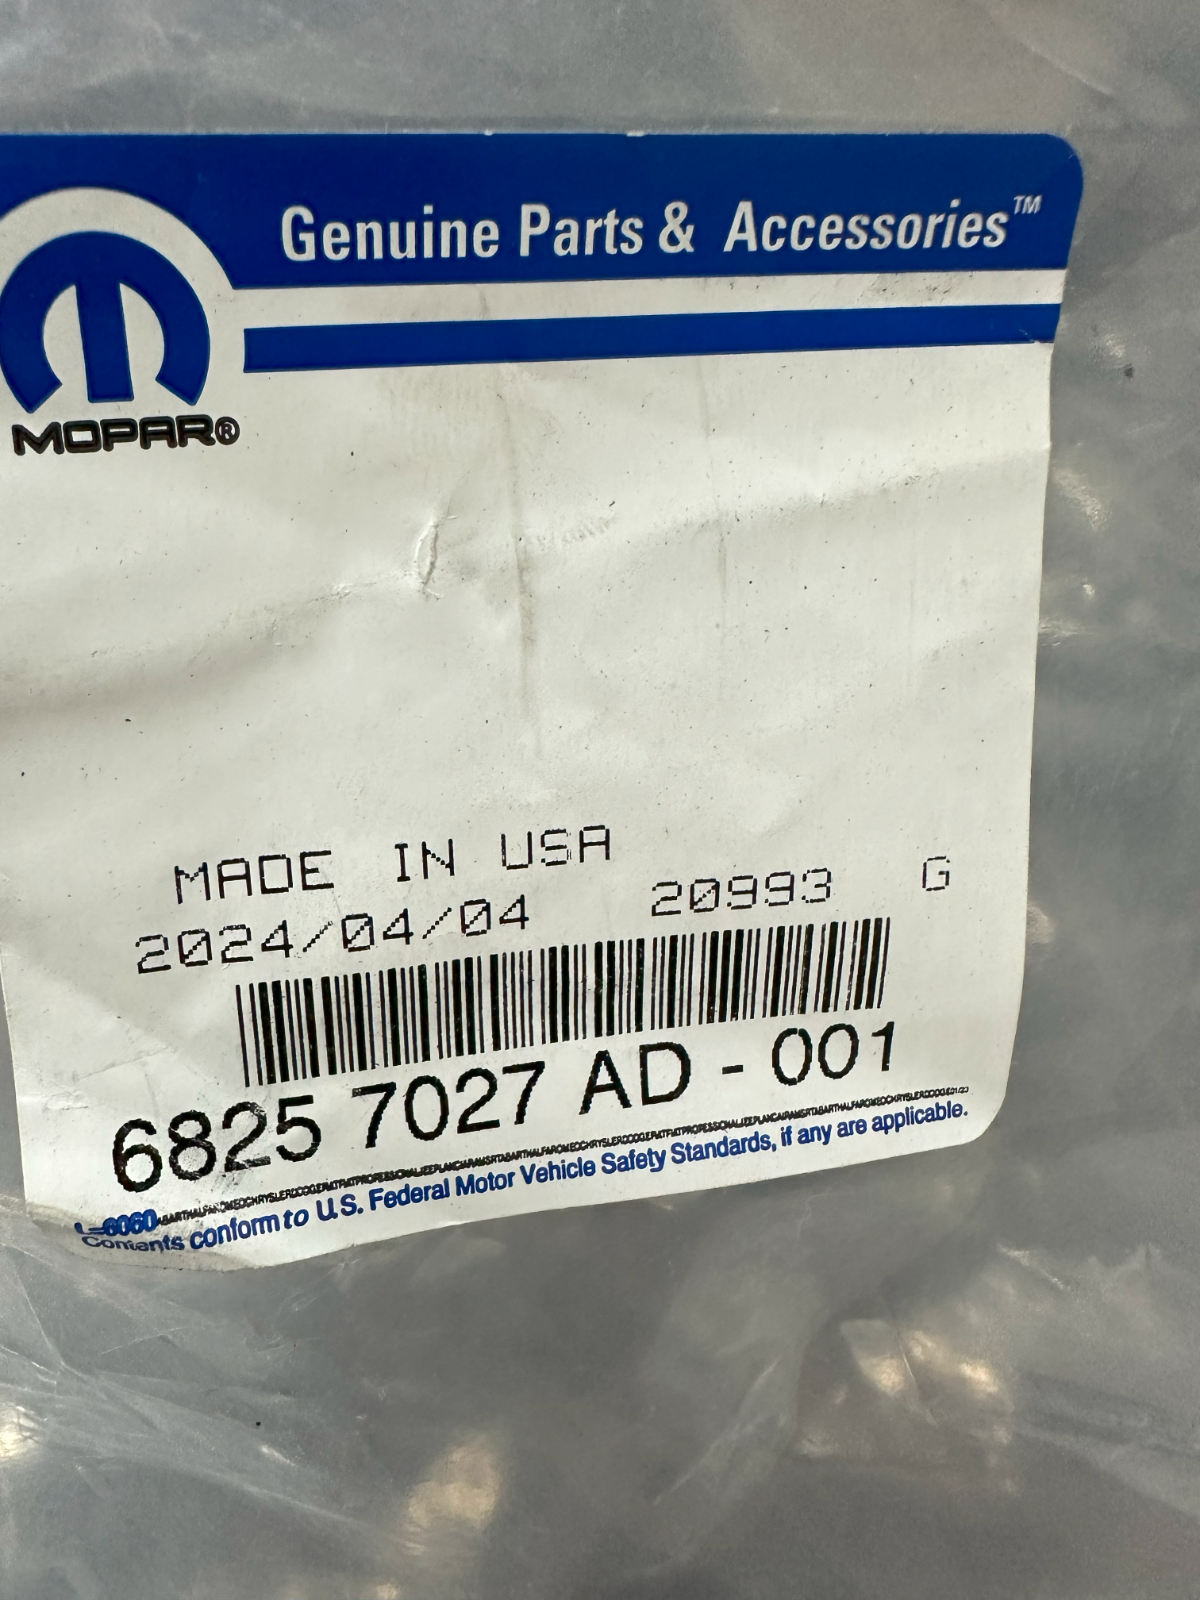 Genuine Parts & Accessories™
MOPAR®
MADE IN USA
2024/04/04 20993 G
6825 7027 AD - 001
L-6060
Contents conform to U.S. Federal Motor Vehicle Safety Standards, if any are applicable.